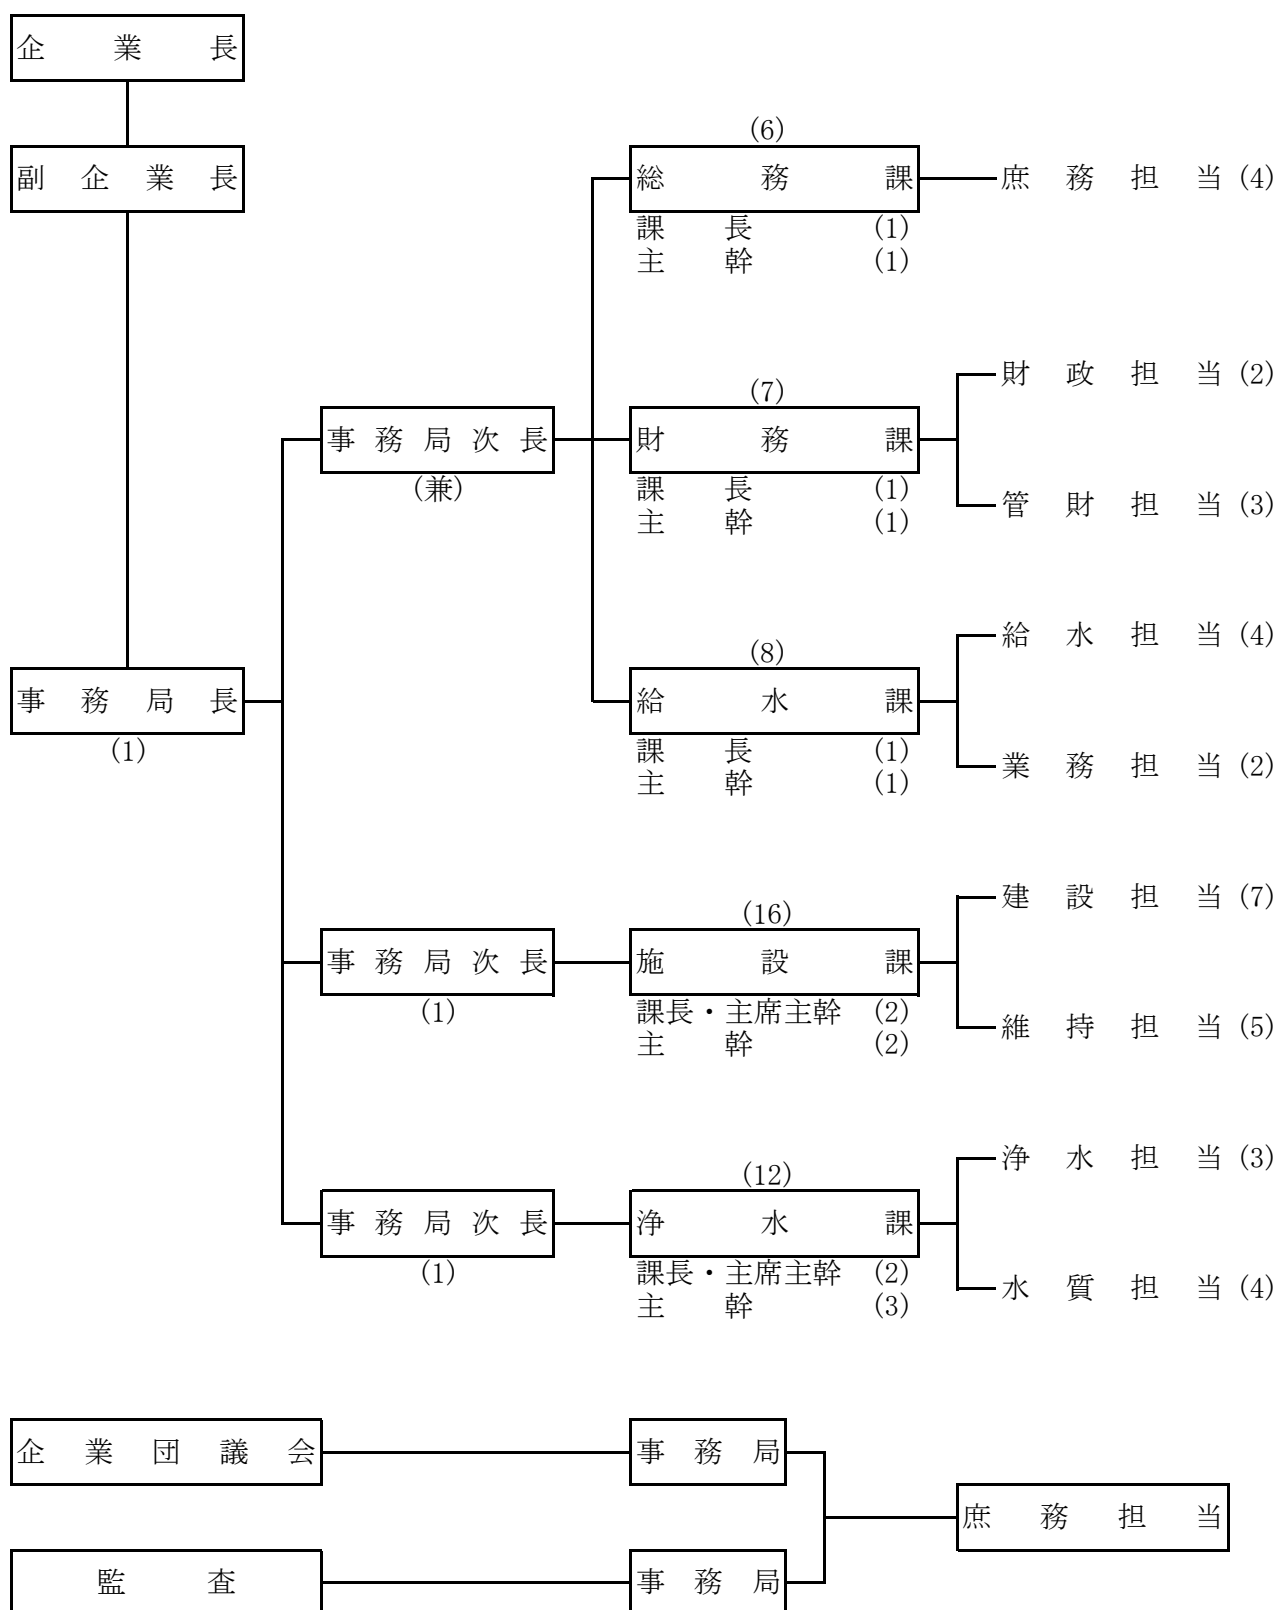 企業長
(6)
副企業長
総務課
庶務担当(4)
課長(1)
主幹(1)
財政担当(2)
(7)
事務局次長
財務課
(兼)
課長(1)
管財担当(3)
主幹(1)
給水担当(4)
(8)
事務局長
給水課
(1)
課長(1)
業務担当(2)
主幹(1)
建設担当(7)
(16)
事務局次長
施設課
(1)
課長・主席主幹(2)
維持担当(5)
主幹(2)
浄水担当(3)
(12)
事務局次長
浄水課
(1)
課長・主席主幹(2)
水質担当(4)
主幹(3)
企業団議会
事務局
庶務担当
監査
事務局